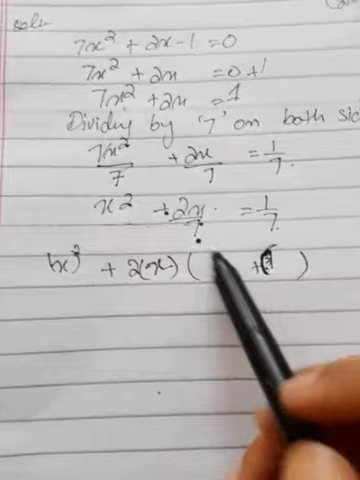 Soln
7x² + 2x - 1 = 0
7x² + 2x = 0 + 1
7x² + 2x = 1
Dividing by '7' on both sid
7x²/7 + 2x/7 = 1/7.
x² + 2x/7 = 1/7.
(x)² + 2(x) ( + )